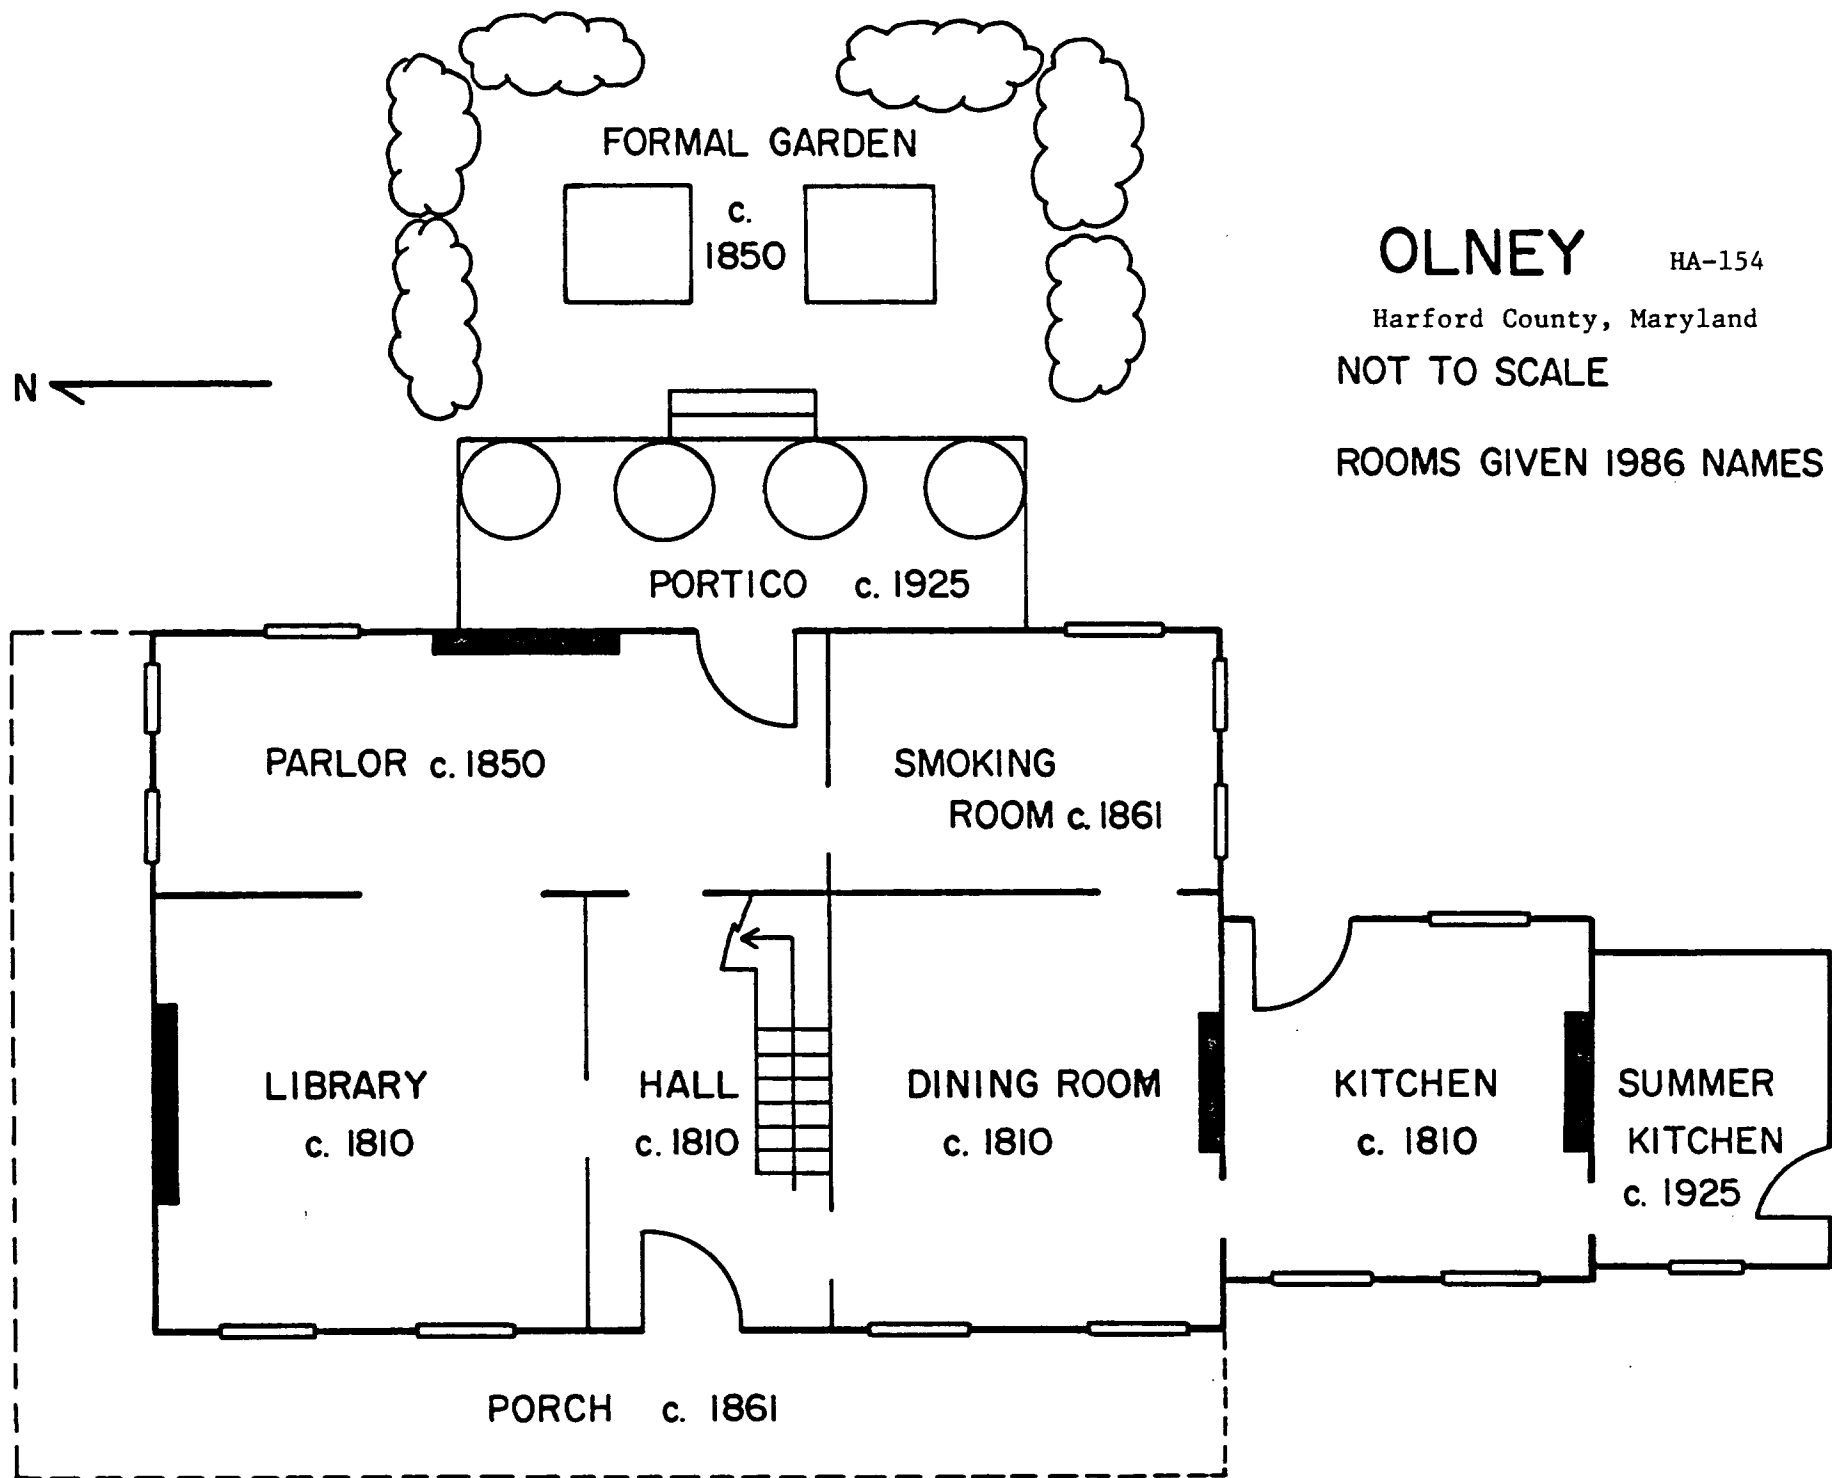 FORMAL GARDEN
c.
1850
OLNEY HA-154
Harford County, Maryland
NOT TO SCALE
ROOMS GIVEN 1986 NAMES
N
PORTICO c. 1925
PARLOR c. 1850
SMOKING
ROOM c. 1861
LIBRARY
c. 1810
HALL
c. 1810
DINING ROOM
c. 1810
KITCHEN
c. 1810
SUMMER
KITCHEN
c. 1925
PORCH c. 1861